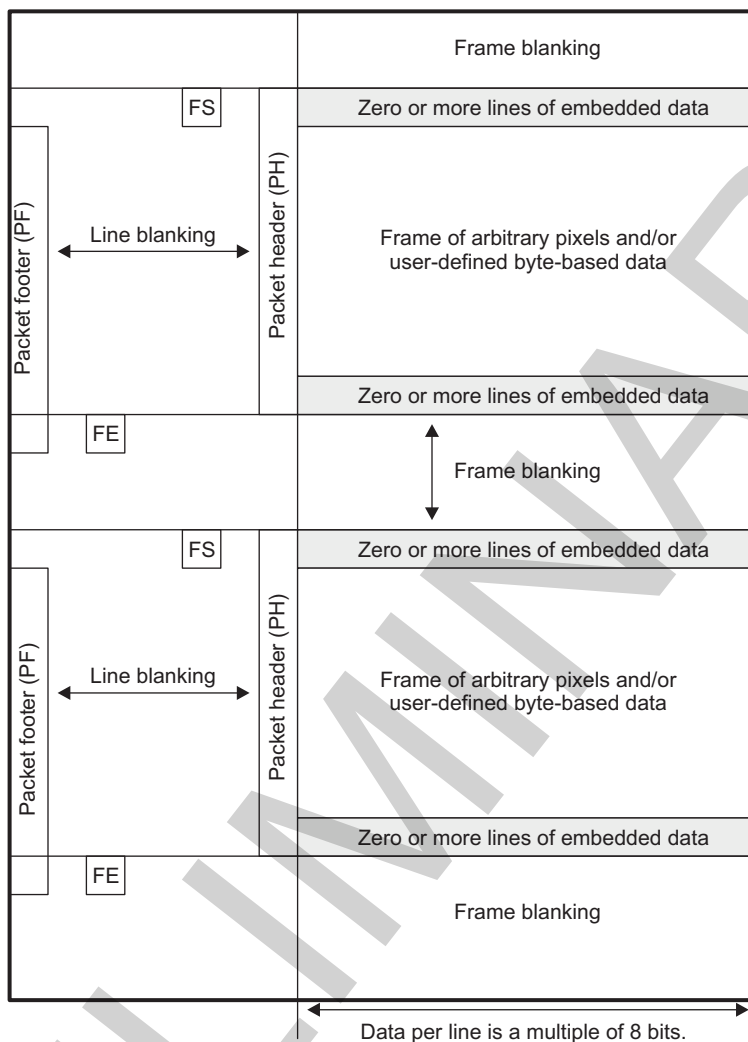 Frame blanking
FS
Zero or more lines of embedded data
Packet footer (PF)
Line blanking
Packet header (PH)
Frame of arbitrary pixels and/or
user-defined byte-based data
Zero or more lines of embedded data
FE
Frame blanking
FS
Zero or more lines of embedded data
Packet footer (PF)
Line blanking
Packet header (PH)
Frame of arbitrary pixels and/or
user-defined byte-based data
Zero or more lines of embedded data
FE
Frame blanking
Data per line is a multiple of 8 bits.